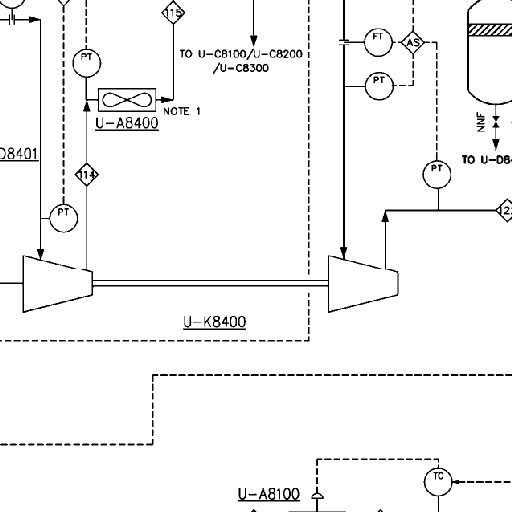 115
TO U-C8100/U-C8200
/U-C8300
FT
AS
PT
PT
NOTE 1
U-A8400
NNF
D8401
TO U-D84
114
PT
PT
12
U-K8400
TC
U-A8100